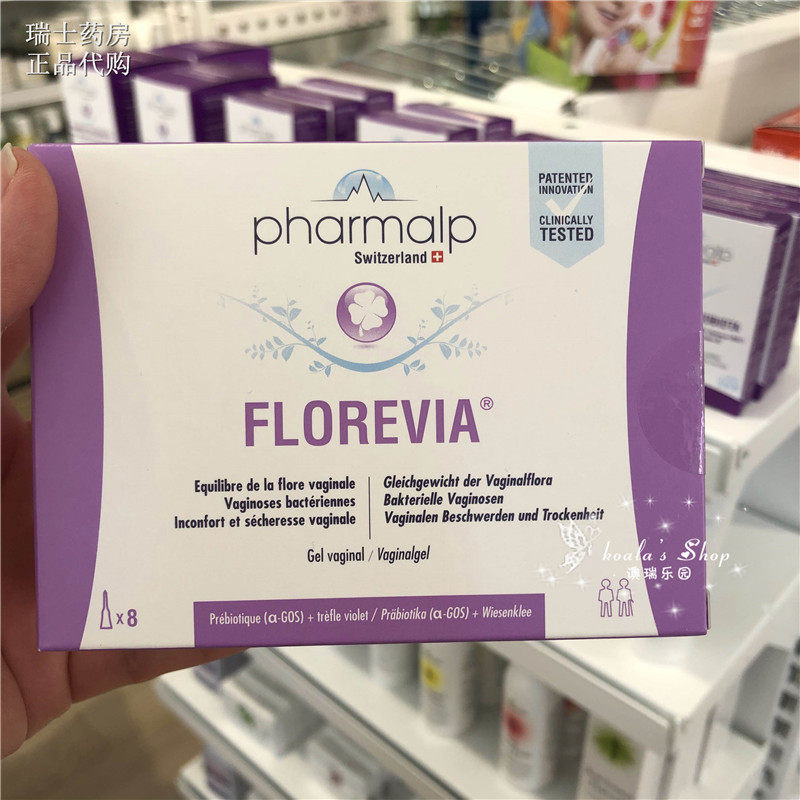 瑞士药房
正品代购
pharmalp
Switzerland
PATENTED
INNOVATION
CLINICALLY
TESTED
FLOREVIA®
Equilibre de la flore vaginale
Vaginoses bactériennes
Inconfort et sécheresse vaginale
Gleichgewicht der Vaginalflora
Bakterielle Vaginosen
Vaginalen Beschwerden und Trockenheit
Gel vaginal / Vaginalgel
koala's Shop
澳瑞乐园
x 8
Prébiotique (α-GOS) + trèfle violet / Präbiotika (α-GOS) + Wiesenklee